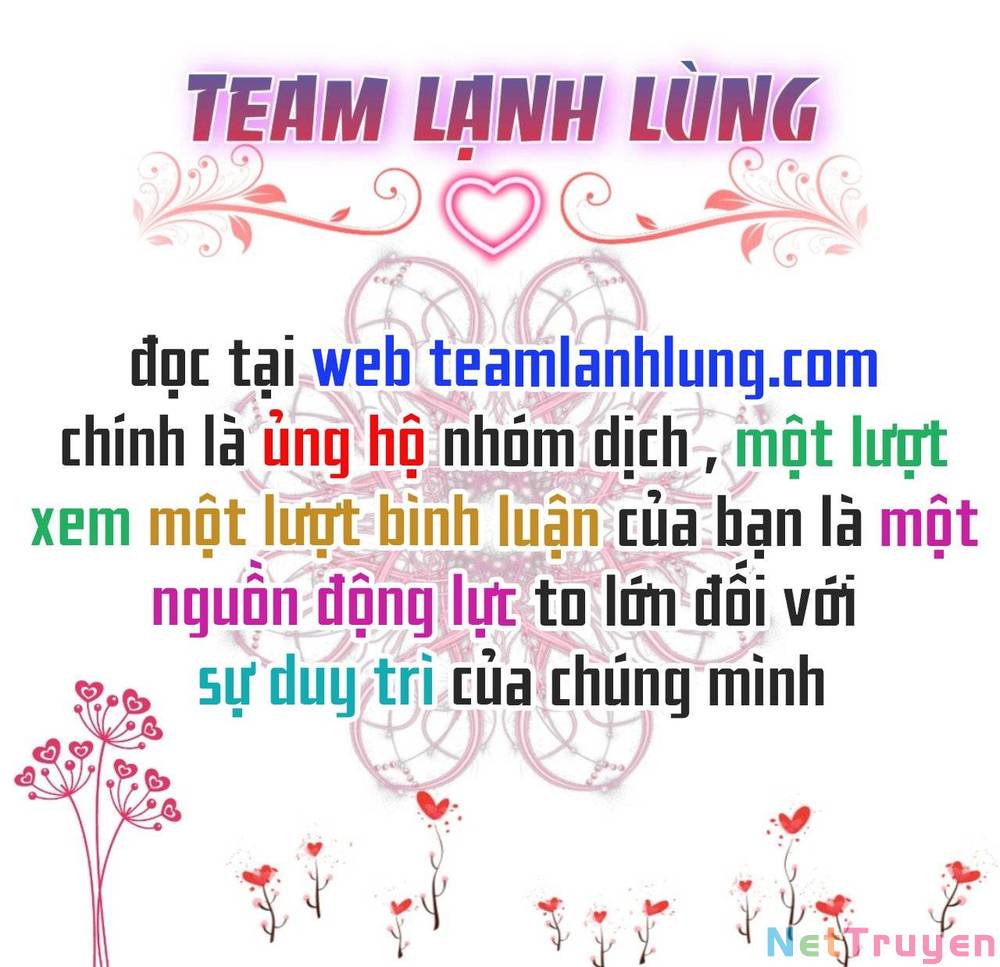 TEAM LẠNH LÙNG
đọc tại web teamlanhlung.com
chính là ủng hộ nhóm dịch , một lượt
xem một lượt bình luận của bạn là một
nguồn động lực to lớn đối với
sự duy trì của chúng mình
NetTruyen